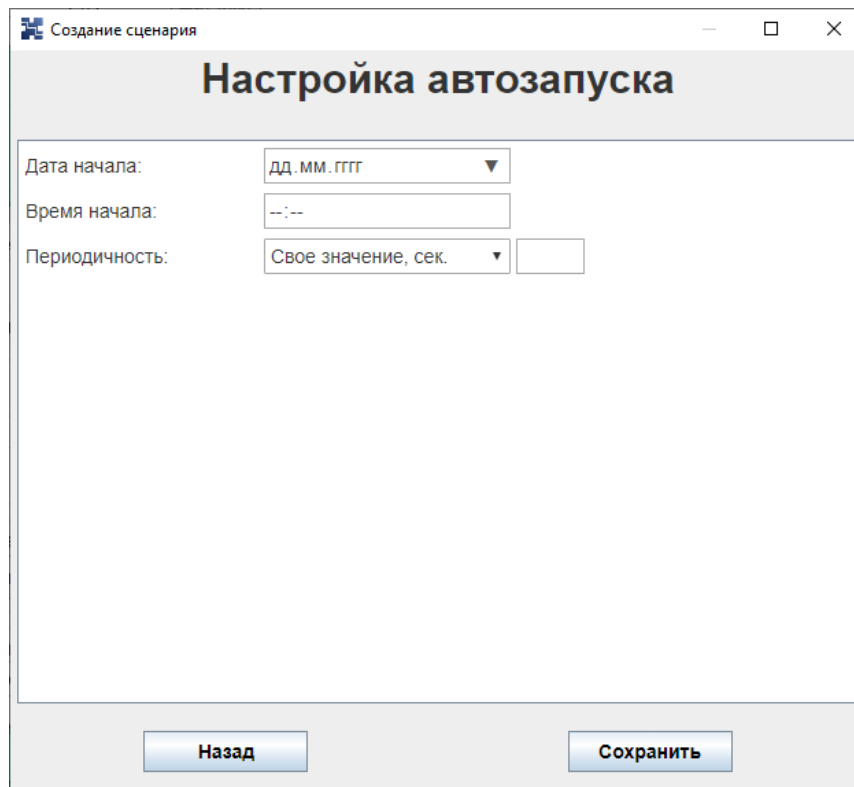 Создание сценария
Настройка автозапуска
Дата начала: дд.мм.гггг
Время начала: --:--
Периодичность: Свое значение, сек.
Назад Сохранить